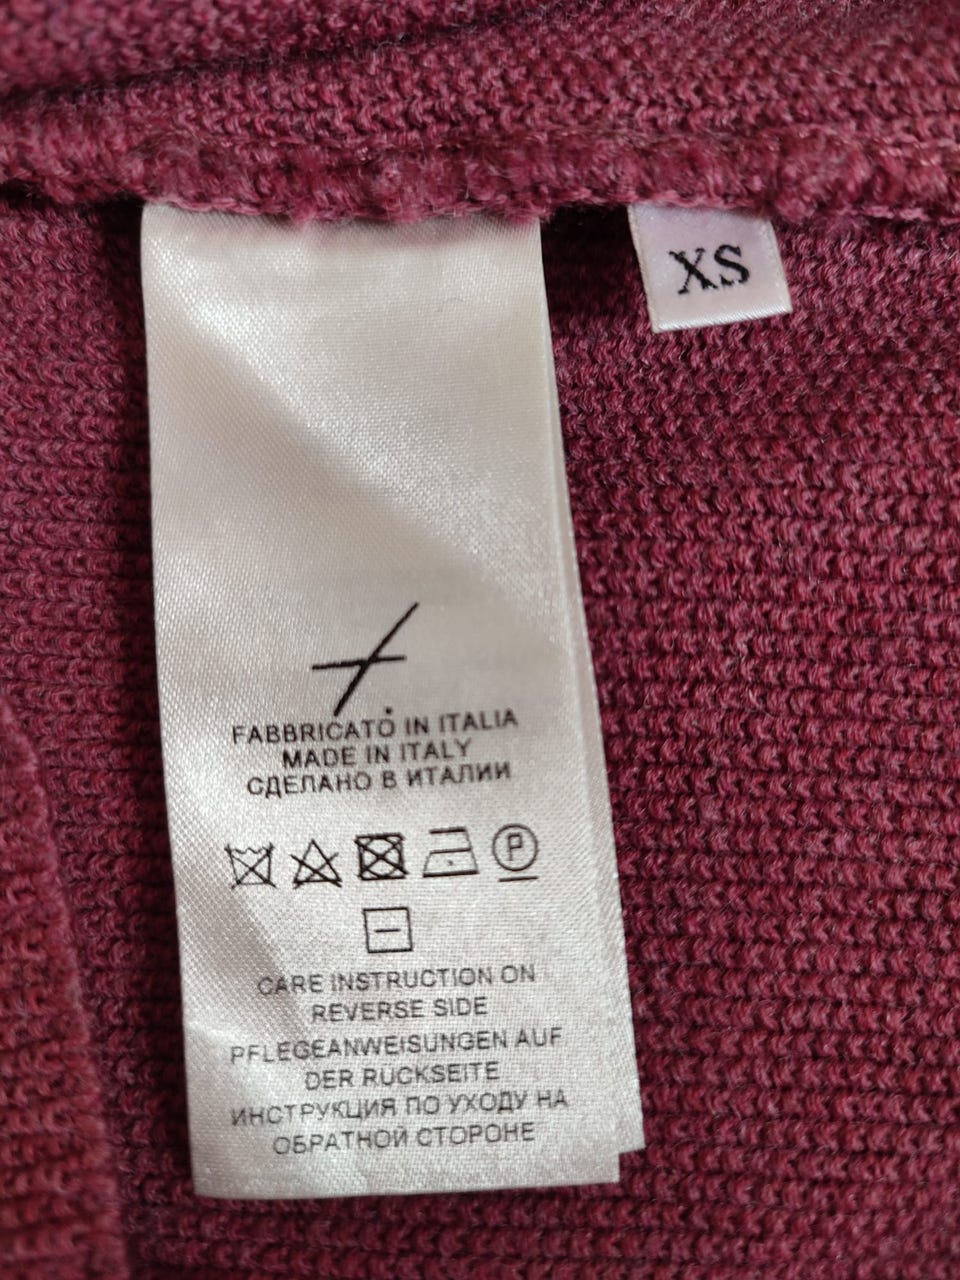 XS
FABBRICATO IN ITALIA
MADE IN ITALY
СДЕЛАНО В ИТАЛИИ
P
CARE INSTRUCTION ON
REVERSE SIDE
PFLEGEANWEISUNGEN AUF
DER RUCKSEITE
ИНСТРУКЦИЯ ПО УХОДУ НА
ОБРАТНОЙ СТОРОНЕ